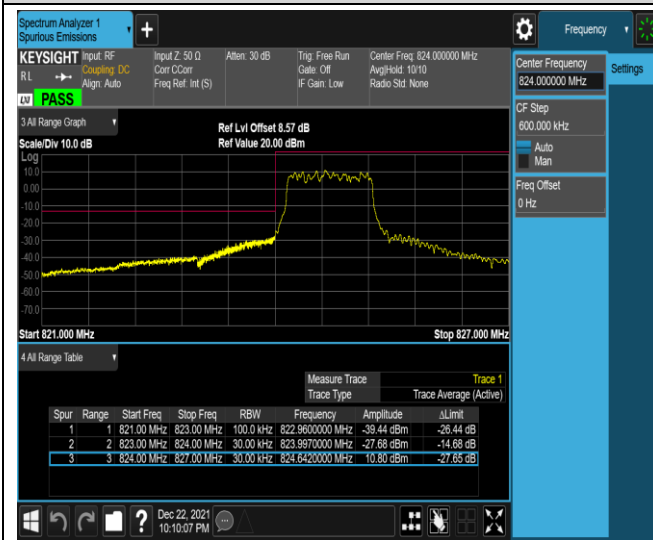 Spectrum Analyzer 1
Spurious Emissions
Frequency
KEYSIGHT
Input: RF
Input Z: 50 Ω
Atten: 30 dB
Trig: Free Run
Center Freq: 824.000000 MHz
R L
Coupling: DC
Corr CCorr
Gate: Off
Avg|Hold: 10/10
Align: Auto
Freq Ref: Int (S)
IF Gain: Low
Radio Std: None
PASS
Center Frequency
824.000000 MHz
Settings
CF Step
600.000 kHz
Auto
Man
Freq Offset
0 Hz
3 All Range Graph
Ref Lvl Offset 8.57 dB
Scale/Div 10.0 dB
Ref Value 20.00 dBm
Log
10.0
0.00
-10.0
-20.0
-30.0
-40.0
-50.0
-60.0
-70.0
Start 821.000 MHz
Stop 827.000 MHz
4 All Range Table
Measure Trace Trace 1
Trace Type Trace Average (Active)
Spur Range Start Freq Stop Freq RBW Frequency Amplitude ΔLimit
1 1 821.00 MHz 823.00 MHz 100.0 kHz 822.9600000 MHz -39.44 dBm -26.44 dB
2 2 823.00 MHz 824.00 MHz 30.00 kHz 823.9970000 MHz -27.68 dBm -14.68 dB
3 3 824.00 MHz 827.00 MHz 30.00 kHz 824.6420000 MHz 10.80 dBm -27.65 dB
?
Dec 22, 2021
10:10:07 PM